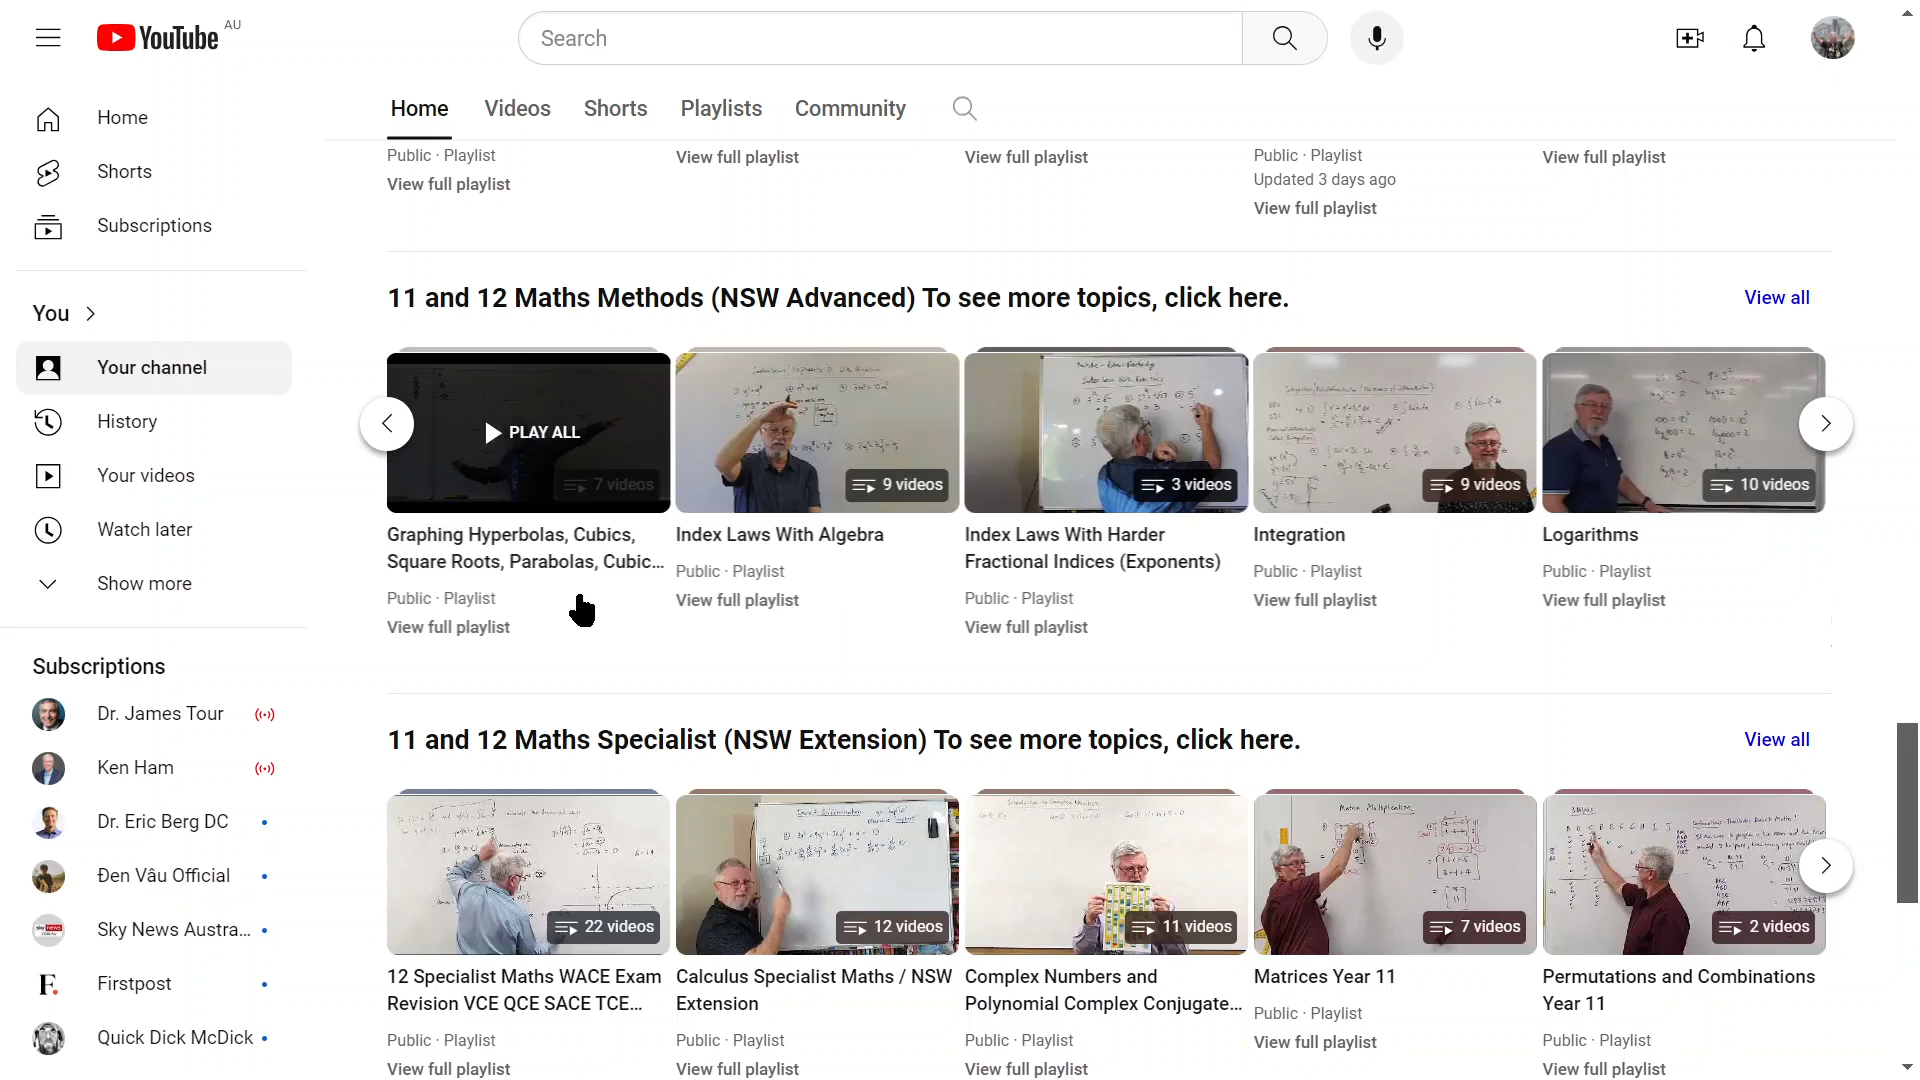 YouTube AU
Search
Home
Shorts
Subscriptions
You
Your channel
History
Your videos
Watch later
Show more
Subscriptions
Dr. James Tour
Ken Ham
Dr. Eric Berg DC
Đen Vâu Official
Sky News Austra...
Firstpost
Quick Dick McDick
Home Videos Shorts Playlists Community
Public · Playlist
View full playlist
View full playlist
View full playlist
Public · Playlist
Updated 3 days ago
View full playlist
View full playlist
11 and 12 Maths Methods (NSW Advanced) To see more topics, click here.
View all
PLAY ALL
7 videos
Graphing Hyperbolas, Cubics,
Square Roots, Parabolas, Cubic...
Public · Playlist
View full playlist
9 videos
Index Laws With Algebra
Public · Playlist
View full playlist
3 videos
Index Laws With Harder
Fractional Indices (Exponents)
Public · Playlist
View full playlist
9 videos
Integration
Public · Playlist
View full playlist
10 videos
Logarithms
Public · Playlist
View full playlist
11 and 12 Maths Specialist (NSW Extension) To see more topics, click here.
View all
22 videos
12 Specialist Maths WACE Exam
Revision VCE QCE SACE TCE...
Public · Playlist
View full playlist
12 videos
Calculus Specialist Maths / NSW
Extension
Public · Playlist
View full playlist
Introduction to Complex Numbers
11 videos
Complex Numbers and
Polynomial Complex Conjugate...
Public · Playlist
View full playlist
Matrix Multiplication
7 videos
Matrices Year 11
Public · Playlist
View full playlist
2 videos
Permutations and Combinations
Year 11
Public · Playlist
View full playlist